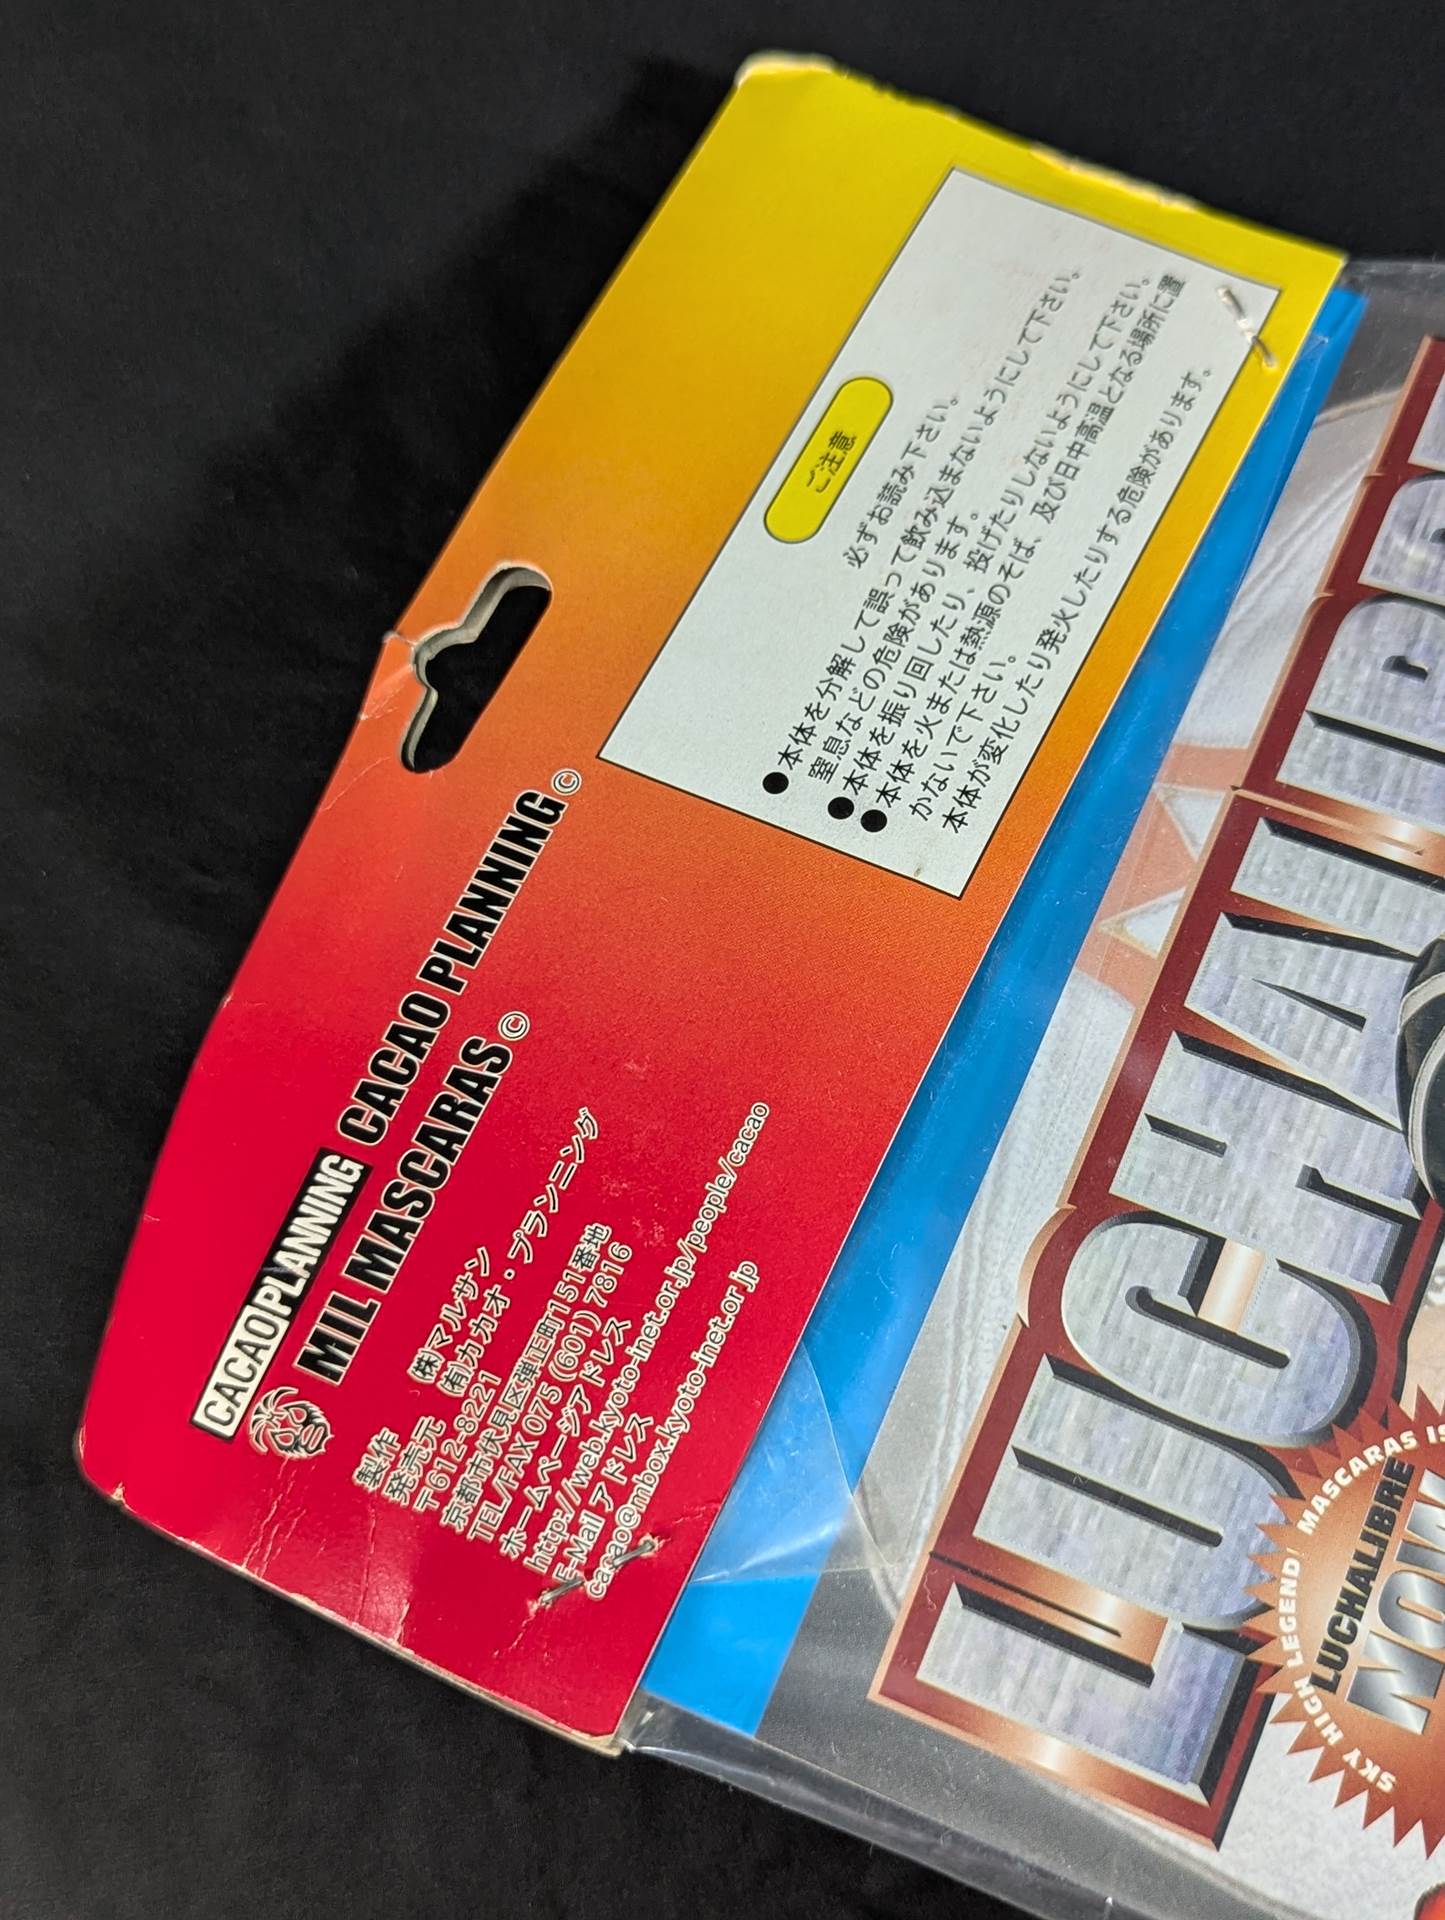 CACAOPLANNING CACAO PLANNING ©
MIL MASCARAS ©
製作 (株)マルサン
発売元 (有)カカオ・プランニング
〒612-8221
京都市伏見区弾正町151番地
TEL/FAX 075 (601) 7816
ホームページアドレス
http://web.kyoto-inet.or.jp/people/cacao
E-Mail アドレス
cacao@mbox.kyoto-inet.or.jp
ご注意
必ずお読み下さい。
●本体を分解して誤って飲み込まないようにして下さい。
窒息などの危険があります。
●本体を振り回したり、投げたりしないようにして下さい。
●本体を火または熱源のそば、及び日中高温となる場所に置
かないで下さい。
本体が変化したり発火したりする危険があります。
LUCHALIBRE
SKY HIGH LEGEND! MASCARAS IS
LUCHALIBRE
NOW